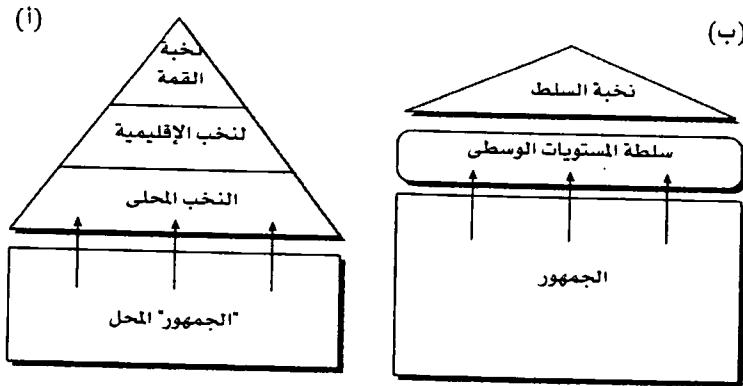 (أ)
نخبة
القمة
لنخب الإقليمية
النخب المحلى
"الجمهور" المحل
(ب)
نخبة السلط
سلطة المستويات الوسطى
الجمهور